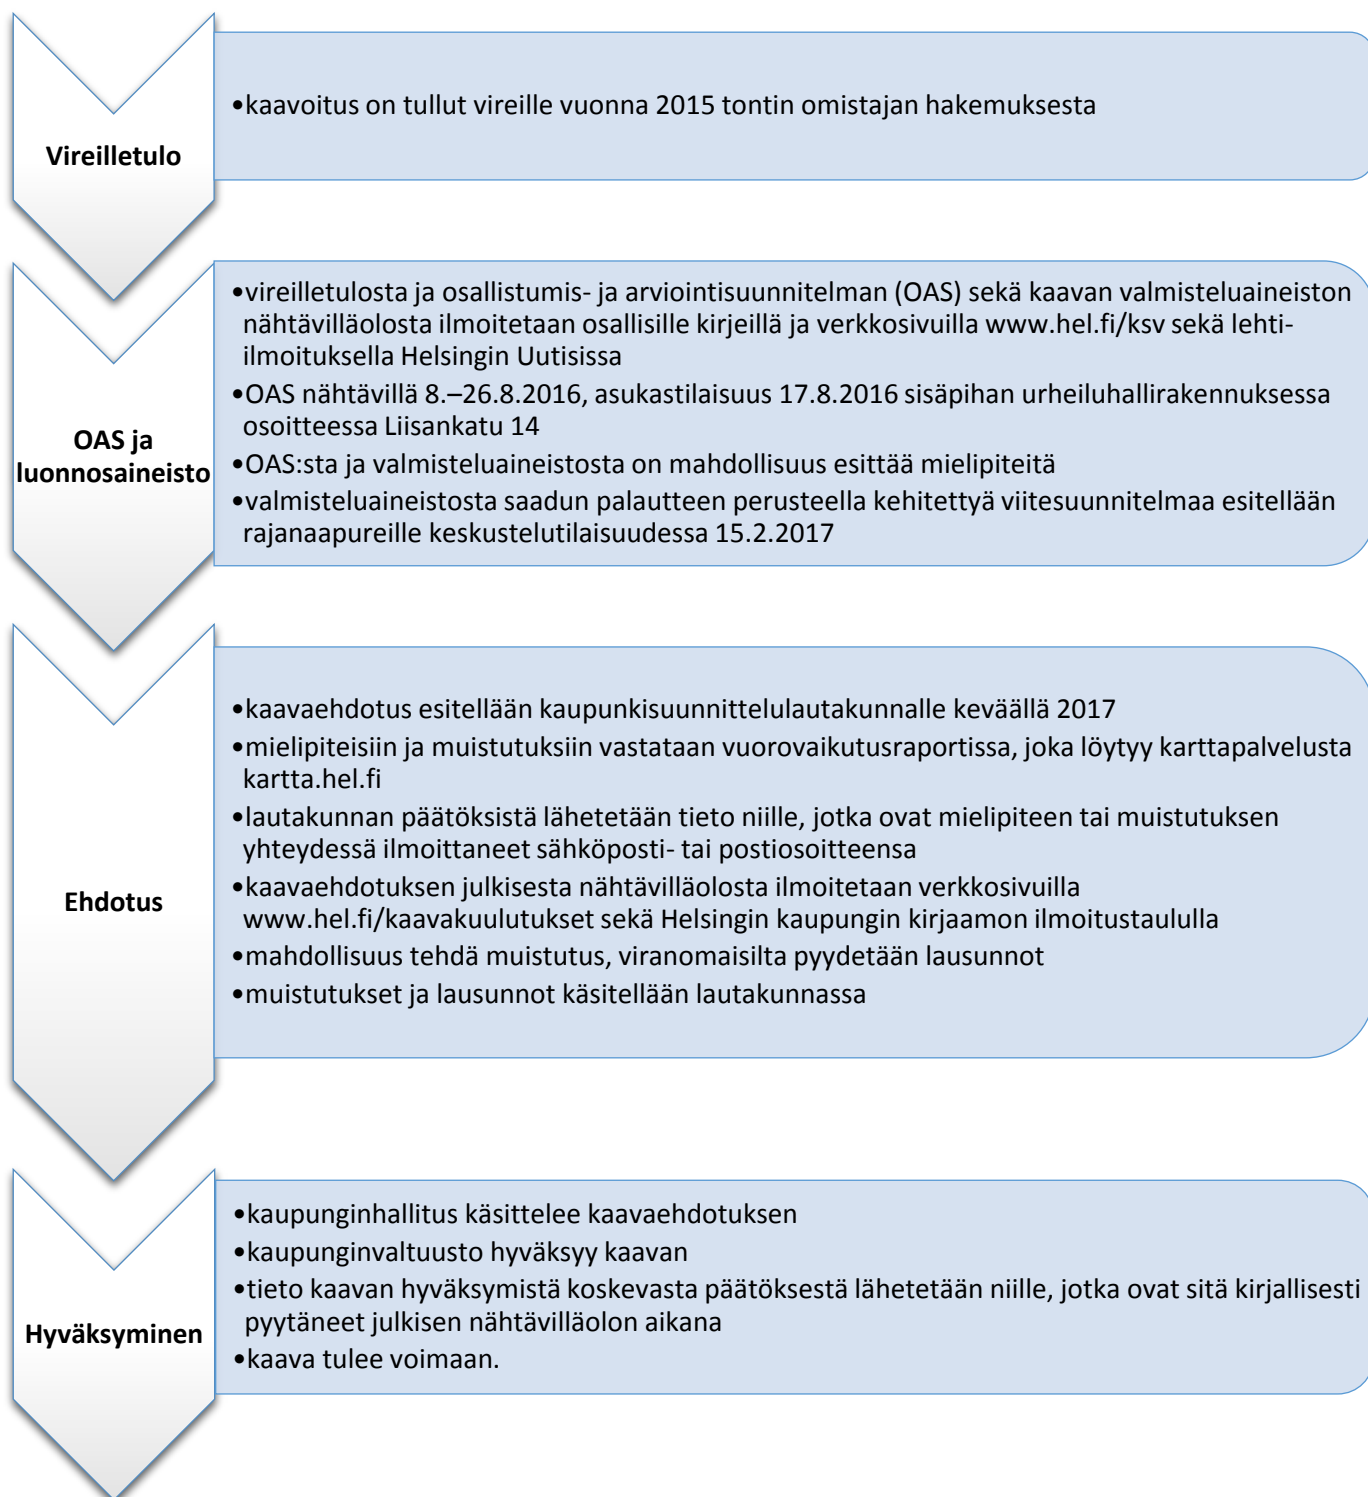 Vireilletulo
•kaavoitus on tullut vireille vuonna 2015 tontin omistajan hakemuksesta
OAS ja
luonnosaineisto
•vireilletulosta ja osallistumis- ja arviointisuunnitelman (OAS) sekä kaavan valmisteluaineiston
nähtävilläolosta ilmoitetaan osallisille kirjeillä ja verkkosivuilla www.hel.fi/ksv sekä lehti-
ilmoituksella Helsingin Uutisissa
•OAS nähtävillä 8.–26.8.2016, asukastilaisuus 17.8.2016 sisäpihan urheiluhallirakennuksessa
osoitteessa Liisankatu 14
•OAS:sta ja valmisteluaineistosta on mahdollisuus esittää mielipiteitä
•valmisteluaineistosta saadun palautteen perusteella kehitettyä viitesuunnitelmaa esitellään
rajanaapureille keskustelutilaisuudessa 15.2.2017
Ehdotus
•kaavaehdotus esitellään kaupunkisuunnittelulautakunnalle keväällä 2017
•mielipiteisiin ja muistutuksiin vastataan vuorovaikutusraportissa, joka löytyy karttapalvelusta
kartta.hel.fi
•lautakunnan päätöksistä lähetetään tieto niille, jotka ovat mielipiteen tai muistutuksen
yhteydessä ilmoittaneet sähköposti- tai postiosoitteensa
•kaavaehdotuksen julkisesta nähtävilläolosta ilmoitetaan verkkosivuilla
www.hel.fi/kaavakuulutukset sekä Helsingin kaupungin kirjaamon ilmoitustaululla
•mahdollisuus tehdä muistutus, viranomaisilta pyydetään lausunnot
•muistutukset ja lausunnot käsitellään lautakunnassa
Hyväksyminen
•kaupunginhallitus käsittelee kaavaehdotuksen
•kaupunginvaltuusto hyväksyy kaavan
•tieto kaavan hyväksymistä koskevasta päätöksestä lähetetään niille, jotka ovat sitä kirjallisesti
pyytäneet julkisen nähtävilläolon aikana
•kaava tulee voimaan.